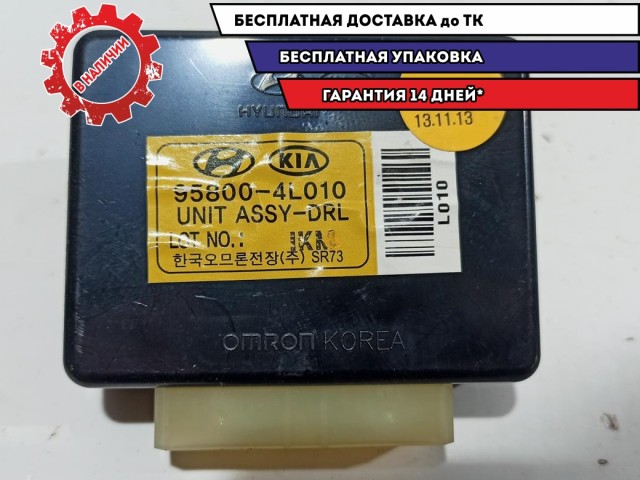 БЕСПЛАТНАЯ ДОСТАВКА до ТК
БЕСПЛАТНАЯ УПАКОВКА
ГАРАНТИЯ 14 ДНЕЙ*
В НАЛИЧИИ
HYUNDAI
13.11.13
KIA
95800-4L010
UNIT ASSY-DRL
LOT NO.:
한국오므론전장(주) SR73
L010
OMRON KOREA